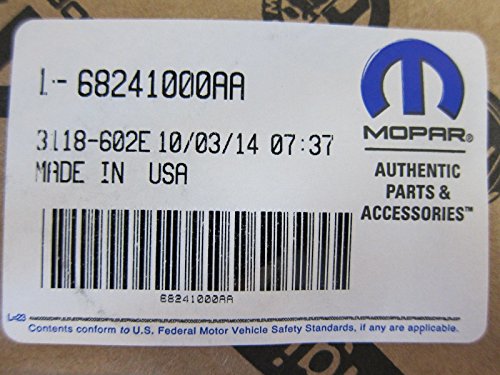 1-68241000AA
3118-602E 10/03/14 07:37
MADE IN USA
68241000AA
MOPAR®
AUTHENTIC
PARTS &
ACCESSORIES™
L-23
Contents conform to U.S. Federal Motor Vehicle Safety Standards, if any are applicable.